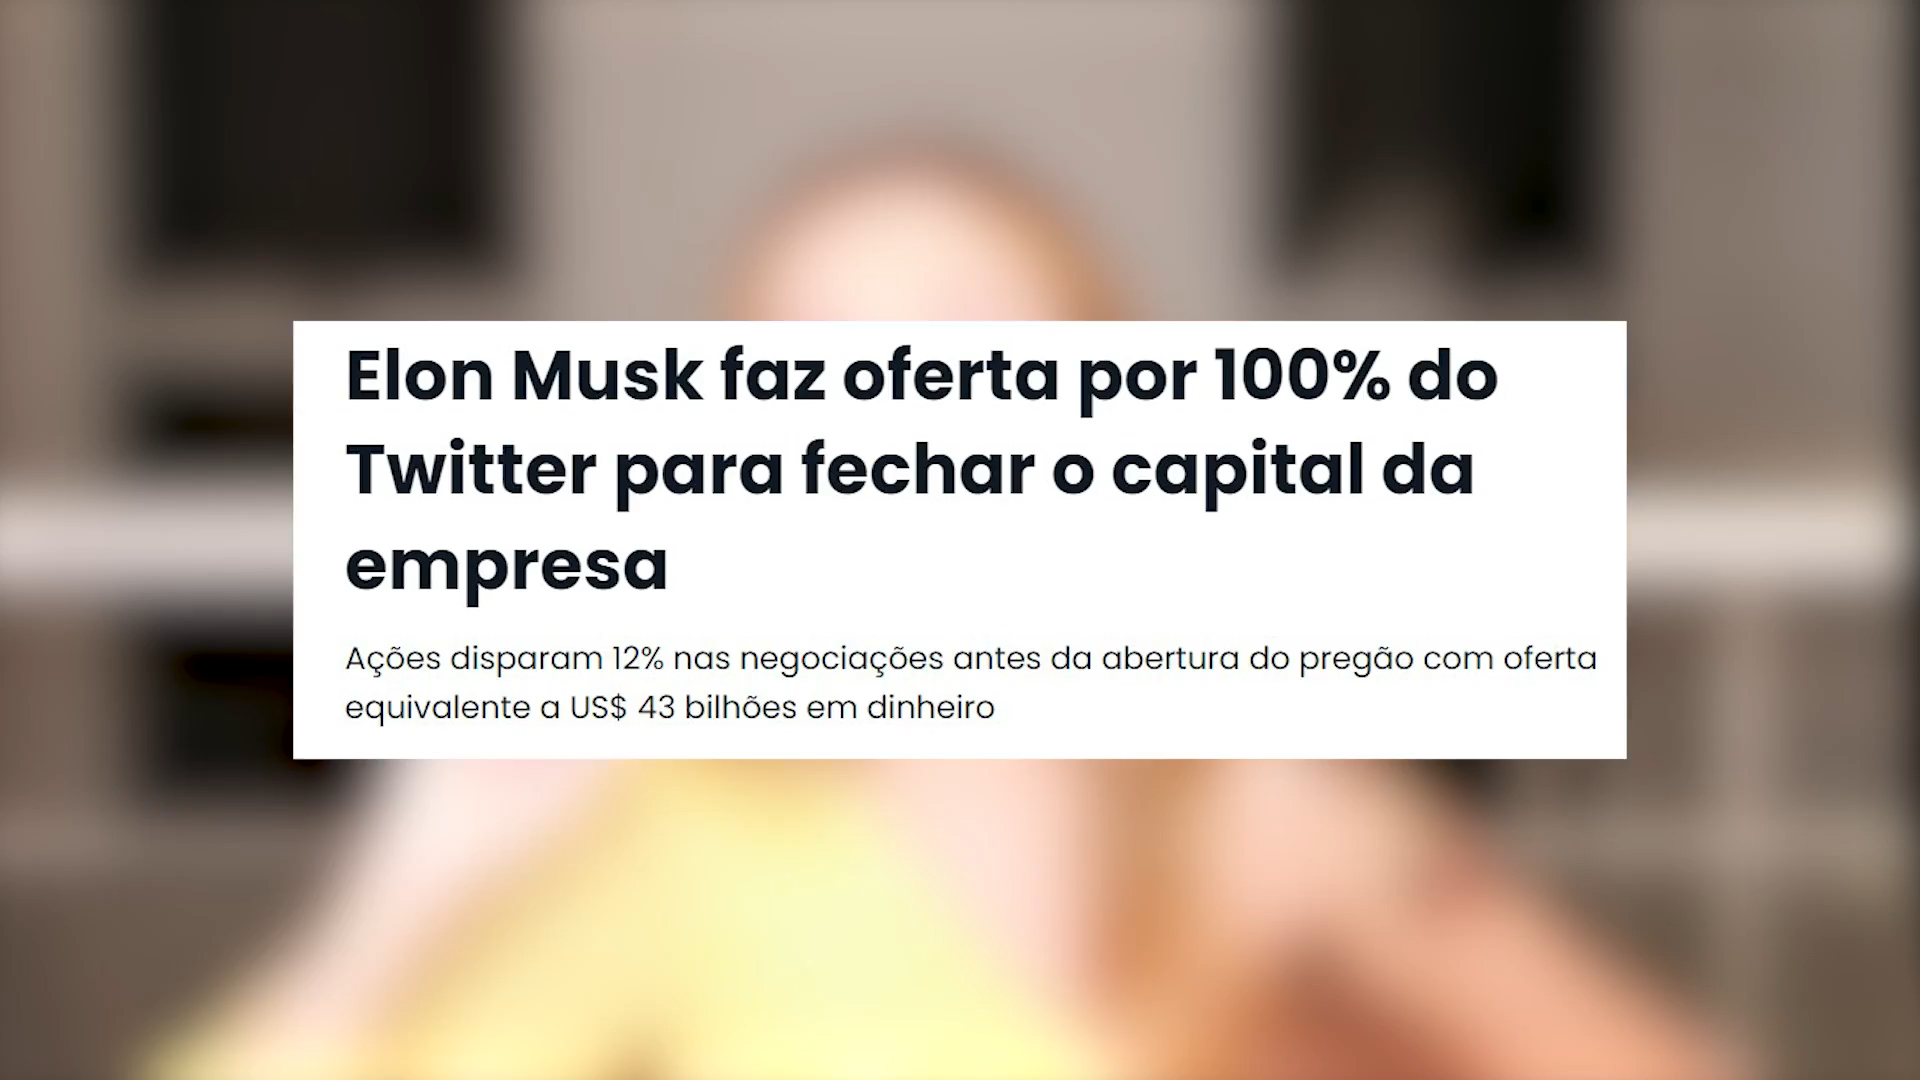 Elon Musk faz oferta por 100% do
Twitter para fechar o capital da
empresa
Ações disparam 12% nas negociações antes da abertura do pregão com oferta
equivalente a US$ 43 bilhões em dinheiro